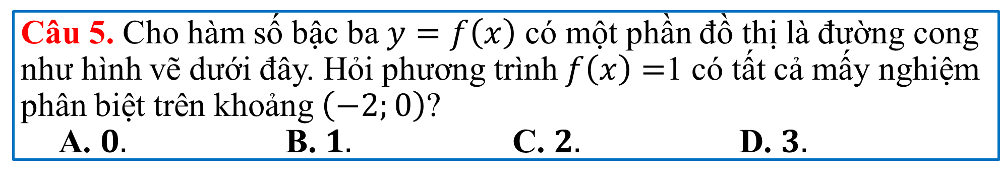 Câu 5. Cho hàm số bậc ba y = f(x) có một phần đồ thị là đường cong
như hình vẽ dưới đây. Hỏi phương trình f(x) =1 có tất cả mấy nghiệm
phân biệt trên khoảng (−2; 0)?
A. 0. B. 1. C. 2. D. 3.